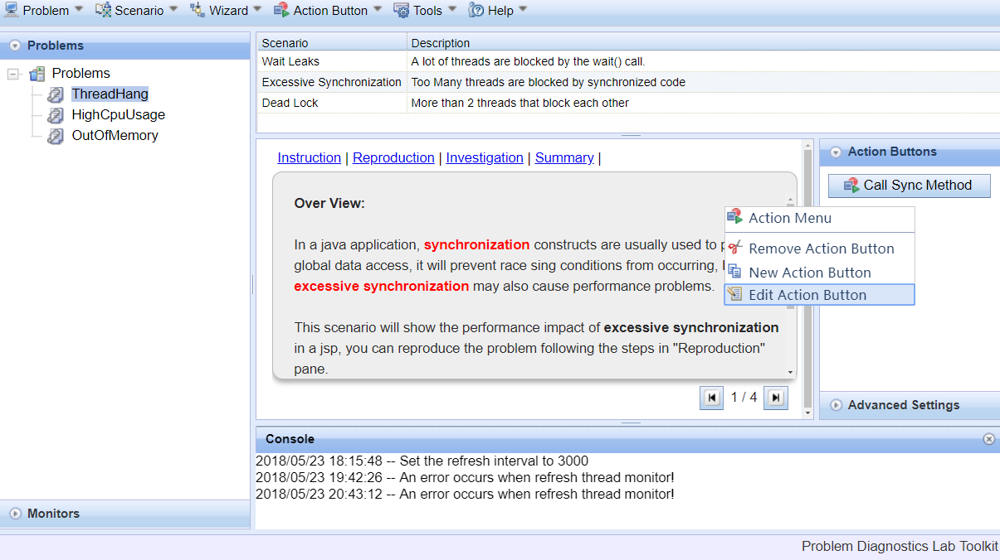 Problem Scenario Wizard Action Button Tools Help
Problems
Problems
ThreadHang
HighCpuUsage
OutOfMemory
Monitors
Scenario Description
Wait Leaks A lot of threads are blocked by the wait() call.
Excessive Synchronization Too Many threads are blocked by synchronized code
Dead Lock More than 2 threads that block each other
Instruction | Reproduction | Investigation | Summary |
Over View:
In a java application, synchronization constructs are usually used to
global data access, it will prevent race sing conditions from occurring,
excessive synchronization may also cause performance problems.
This scenario will show the performance impact of excessive synchronization
in a jsp, you can reproduce the problem following the steps in "Reproduction"
pane.
1 / 4
Action Buttons
Call Sync Method
Action Menu
Remove Action Button
New Action Button
Edit Action Button
Advanced Settings
Console
2018/05/23 18:15:48 -- Set the refresh interval to 3000
2018/05/23 19:42:26 -- An error occurs when refresh thread monitor!
2018/05/23 20:43:12 -- An error occurs when refresh thread monitor!
Problem Diagnostics Lab Toolkit